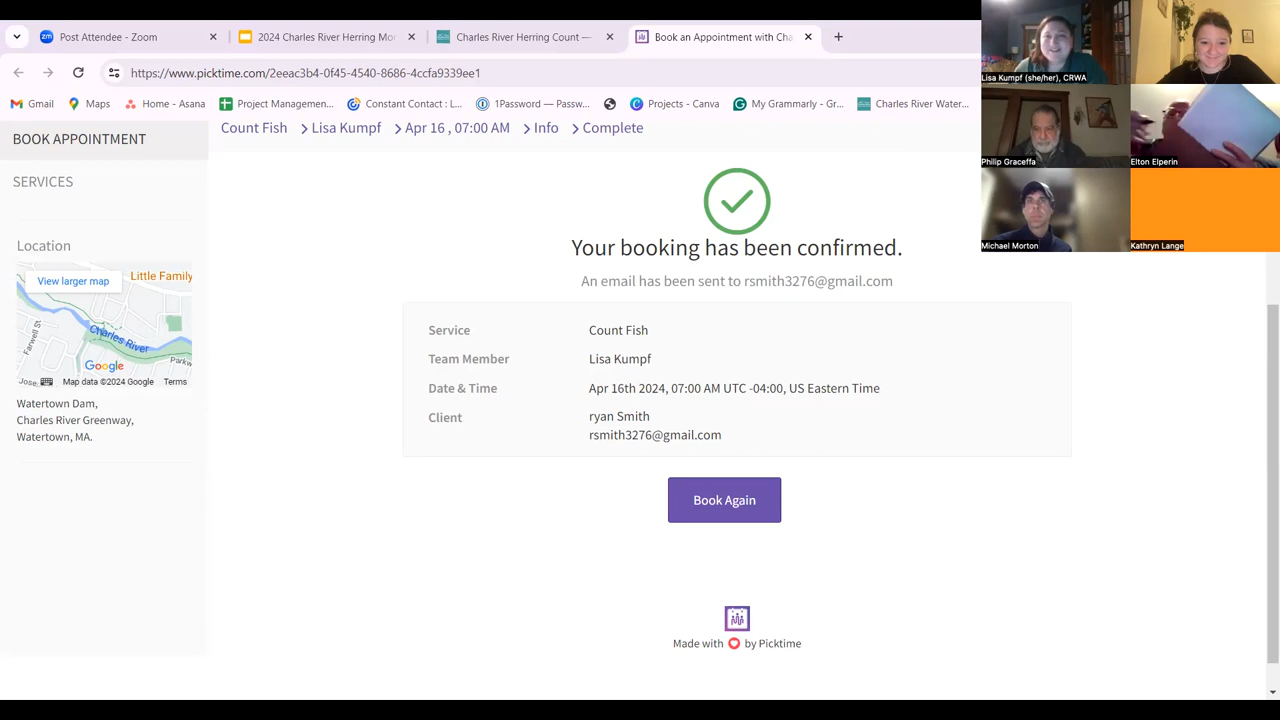 Post Attendee - Zoom
2024 Charles River Herring Mo
Charles River Herring Count —
Book an Appointment with Cha
https://www.picktime.com/2eeac3b4-0f45-4540-8686-4ccfa9339ee1
Gmail
Maps
Home - Asana
Project Managemen...
Constant Contact : L...
1Password — Passw...
Projects - Canva
My Grammarly - Gr...
Charles River Water...
BOOK APPOINTMENT
SERVICES
Location
View larger map
Little Family
Farwell St
Charles River
Parkw
Google
Jose
Map data ©2024 Google
Terms
Watertown Dam,
Charles River Greenway,
Watertown, MA.
Count Fish > Lisa Kumpf > Apr 16 , 07:00 AM > Info > Complete
Your booking has been confirmed.
An email has been sent to rsmith3276@gmail.com
Service Count Fish
Team Member Lisa Kumpf
Date & Time Apr 16th 2024, 07:00 AM UTC -04:00, US Eastern Time
Client ryan Smith
rsmith3276@gmail.com
Book Again
Made with by Picktime
Lisa Kumpf (she/her), CRWA
Philip Graceffa
Elton Elperin
Michael Morton
Kathryn Lange